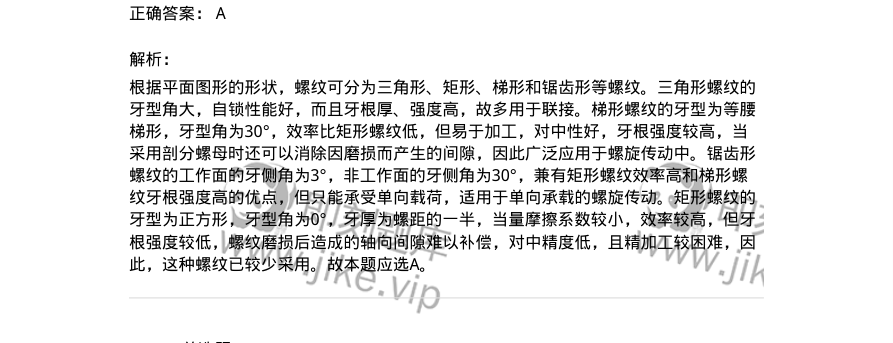 正确答案： A
解析：
根据平面图形的形状，螺纹可分为三角形、矩形、梯形和锯齿形等螺纹。三角形螺纹的
牙型角大，自锁性能好，而且牙根厚、强度高，故多用于联接。梯形螺纹的牙型为等腰
梯形，牙型角为30°，效率比矩形螺纹低，但易于加工，对中性好，牙根强度较高，当
采用剖分螺母时还可以消除因磨损而产生的间隙，因此广泛应用于螺旋传动中。锯齿形
螺纹的工作面的牙侧角为3°，非工作面的牙侧角为30°，兼有矩形螺纹效率高和梯形螺
纹牙根强度高的优点，但只能承受单向载荷，适用于单向承载的螺旋传动。矩形螺纹的
牙型为正方形，牙型角为0°，牙厚为螺距的一半，当量摩擦系数较小，效率较高，但牙
根强度较低，螺纹磨损后造成的轴向间隙难以补偿，对中精度低，且精加工较困难，因
此，这种螺纹已较少采用。故本题应选A。
即刻题库
www.jike.vip
即刻
www.jik